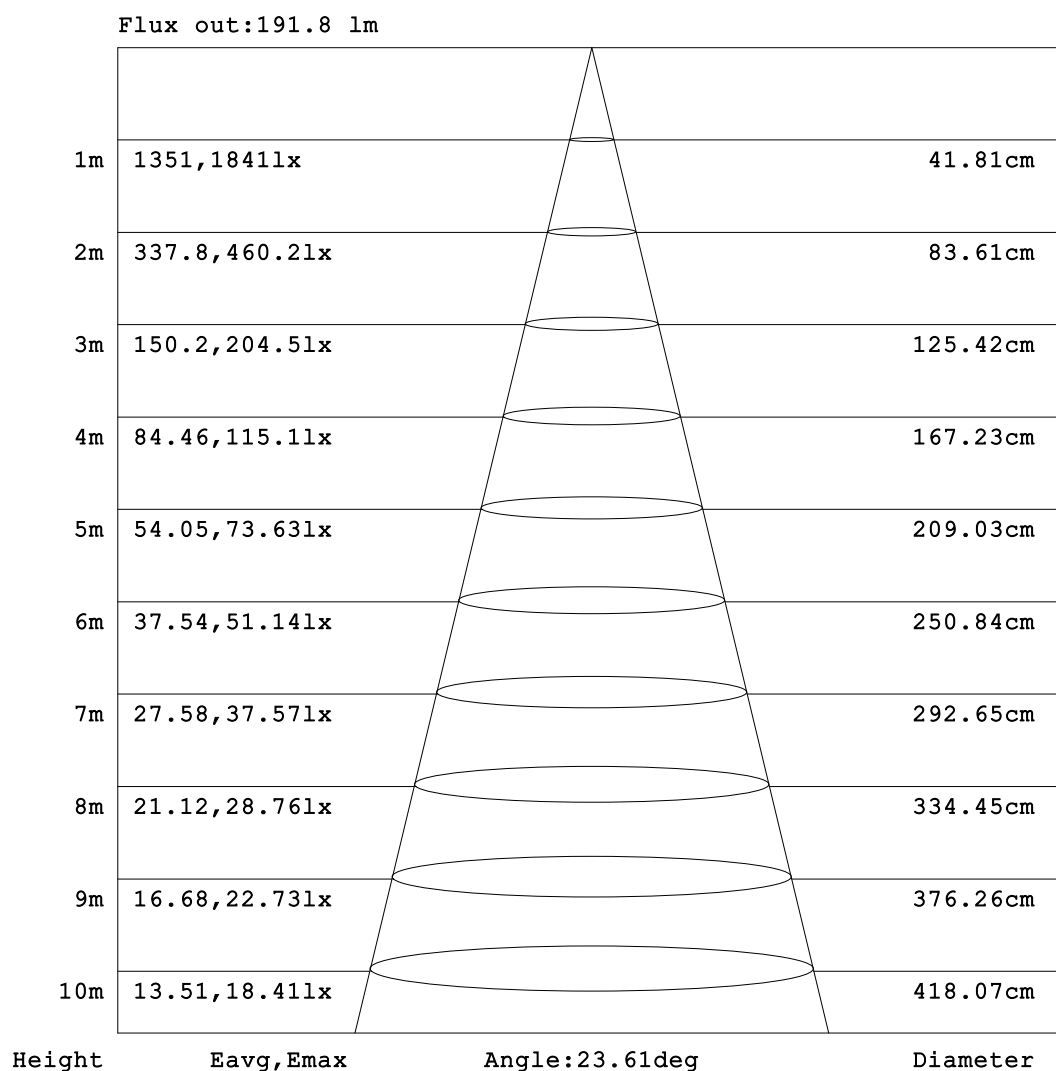 Flux out:191.8 lm
1m 1351,1841lx 41.81cm
2m 337.8,460.2lx 83.61cm
3m 150.2,204.5lx 125.42cm
4m 84.46,115.1lx 167.23cm
5m 54.05,73.63lx 209.03cm
6m 37.54,51.14lx 250.84cm
7m 27.58,37.57lx 292.65cm
8m 21.12,28.76lx 334.45cm
9m 16.68,22.73lx 376.26cm
10m 13.51,18.41lx 418.07cm
Height Eavg,Emax Angle:23.61deg Diameter